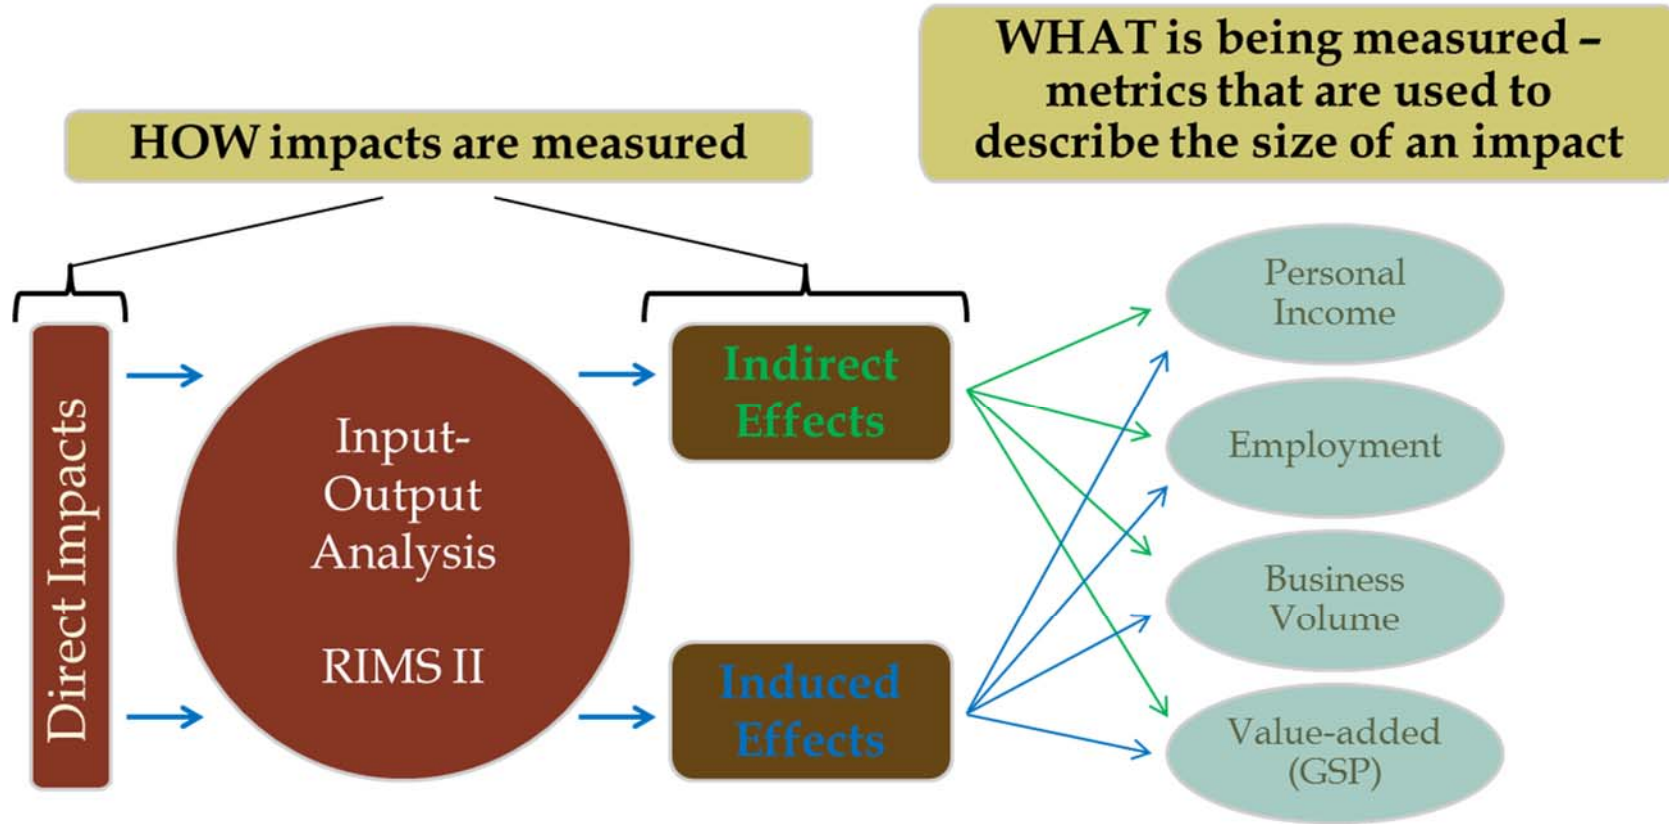 HOW impacts are measured
WHAT is being measured –
metrics that are used to
describe the size of an impact
Direct Impacts
Input-
Output
Analysis
RIMS II
Indirect
Effects
Induced
Effects
Personal
Income
Employment
Business
Volume
Value-added
(GSP)